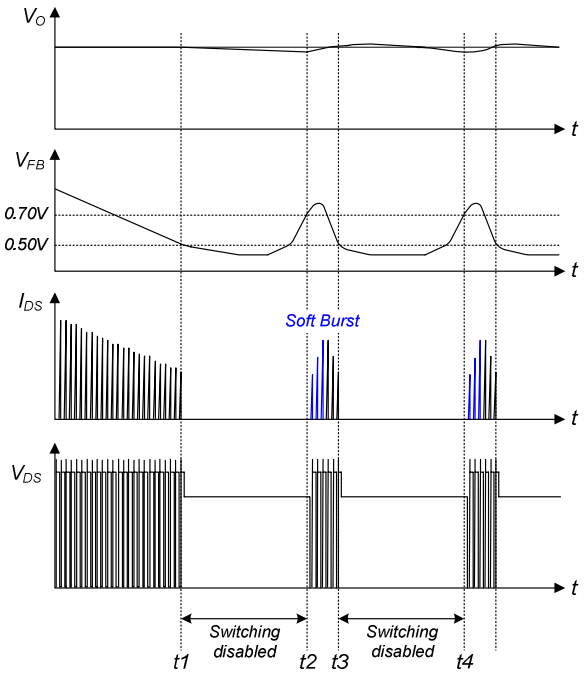 VO
t
VFB
0.70V
0.50V
t
IDS
Soft Burst
t
VDS
t
Switching
disabled
Switching
disabled
t1
t2
t3
t4